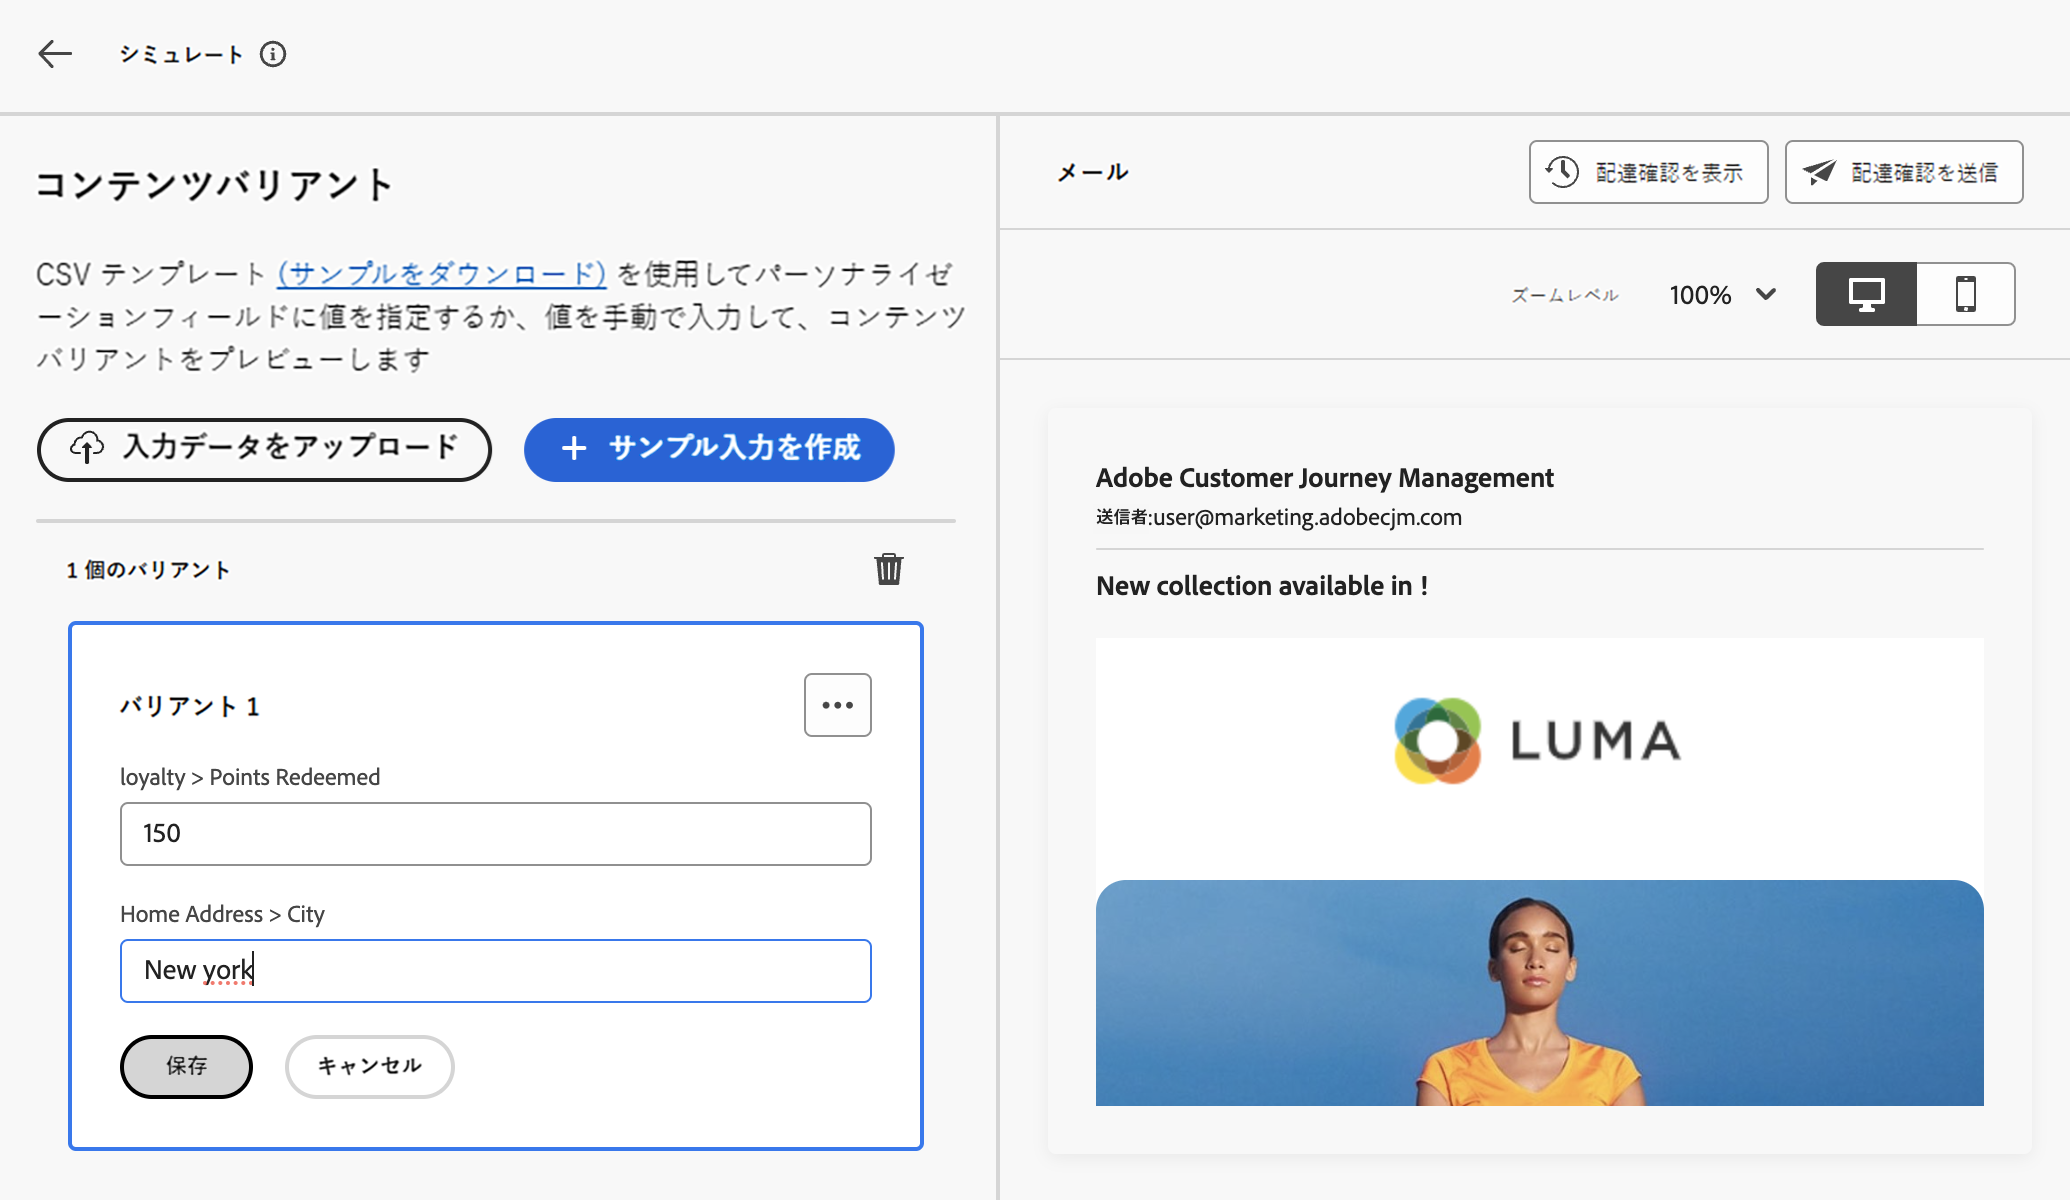 シミュレート
コンテンツバリアント
CSV テンプレート (サンプルをダウンロード) を使用してパーソナライゼ
ーションフィールドに値を指定するか、値を手動で入力して、コンテンツ
バリアントをプレビューします
入力データをアップロード
サンプル入力を作成
1 個のバリアント
バリアント 1
loyalty > Points Redeemed
150
Home Address > City
New york
保存
キャンセル
メール
配達確認を表示
配達確認を送信
ズームレベル
100%
Adobe Customer Journey Management
送信者:user@marketing.adobecjm.com
New collection available in !
LUMA